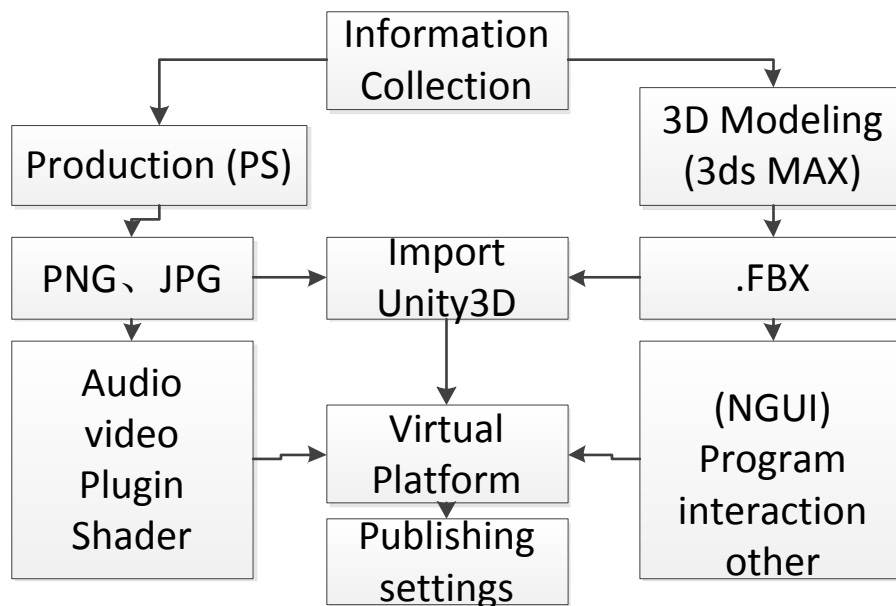 Information
Collection
Production (PS)
3D Modeling
(3ds MAX)
PNG、JPG
Import
Unity3D
.FBX
Audio
video
Plugin
Shader
Virtual
Platform
(NGUI)
Program
interaction
other
Publishing
settings